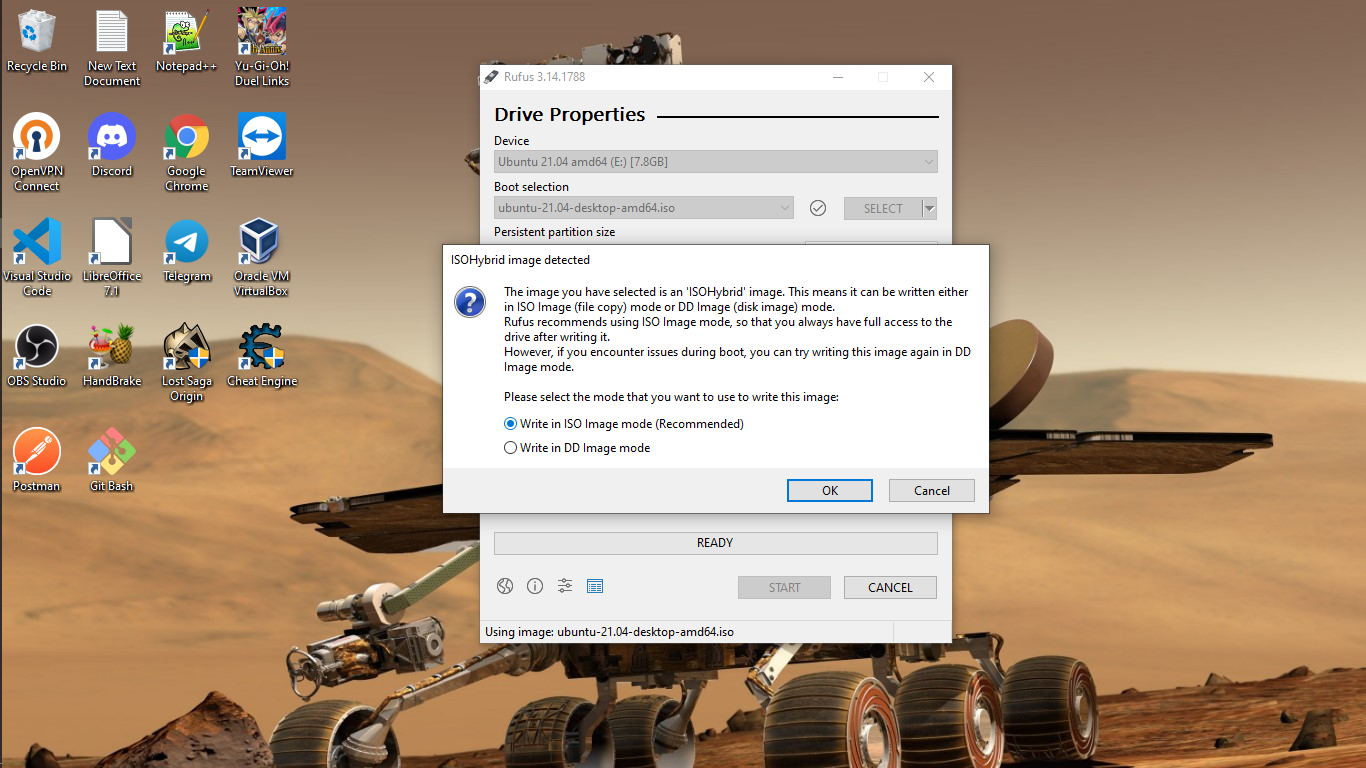 Recycle Bin
New Text
Document
Notepad++
Yu-Gi-Oh!
Duel Links
OpenVPN
Connect
Discord
Google
Chrome
TeamViewer
Visual Studio
Code
LibreOffice
7.1
Telegram
Oracle VM
VirtualBox
OBS Studio
HandBrake
Lost Saga
Origin
Cheat Engine
Postman
Git Bash
Rufus 3.14.1788
Drive Properties
Device
Ubuntu 21.04 amd64 (E:) [7.8GB]
Boot selection
ubuntu-21.04-desktop-amd64.iso
SELECT
Persistent partition size
ISOHybrid image detected
The image you have selected is an 'ISOHybrid' image. This means it can be written either
in ISO Image (file copy) mode or DD Image (disk image) mode.
Rufus recommends using ISO Image mode, so that you always have full access to the
drive after writing it.
However, if you encounter issues during boot, you can try writing this image again in DD
Image mode.
Please select the mode that you want to use to write this image:
Write in ISO Image mode (Recommended)
Write in DD Image mode
OK
Cancel
READY
START
CANCEL
Using image: ubuntu-21.04-desktop-amd64.iso